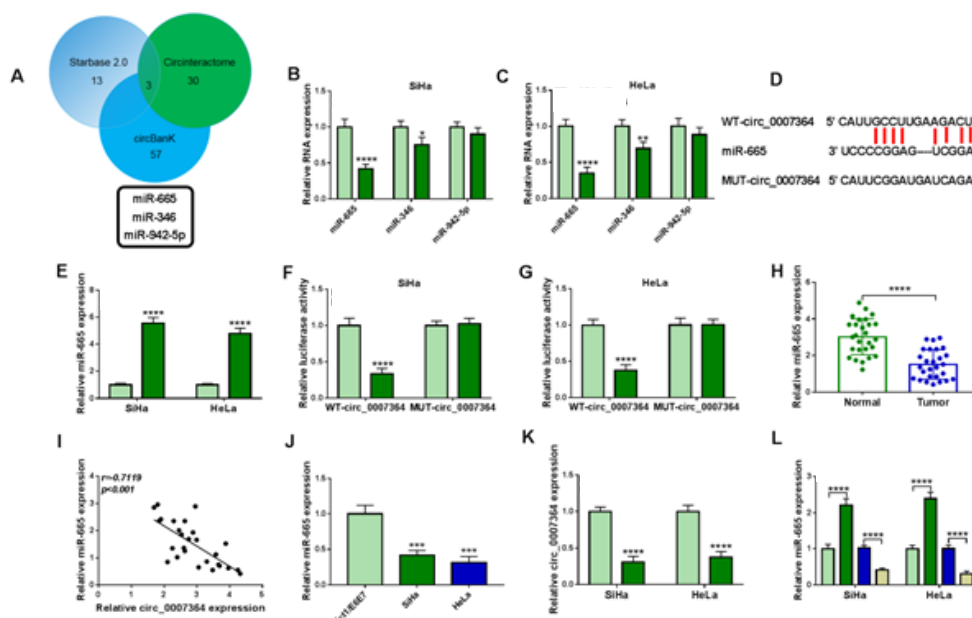 A
Starbase 2.0
13
Circinteractome
30
3
circBanK
57
miR-665
miR-346
miR-942-5p
B
SiHa
Relative RNA expression
1.5
1.0
0.5
0.0
****
*
miR-665
miR-346
miR-942-5p
C
HeLa
Relative RNA expression
1.5
1.0
0.5
0.0
****
**
miR-665
miR-346
miR-942-5p
D
WT-circ_0007364 5' CAUUGCCUUGAAGACU
miR-665 3' UCCCCGGAG----UCGGA
MUT-circ_0007364 CAUUCGGAUGAUCAGA
E
Relative miR-665 expression
8
6
4
2
0
****
****
SiHa
HeLa
F
SiHa
Relative luciferase activity
1.5
1.0
0.5
0.0
****
WT-circ_0007364
MUT-circ_0007364
G
HeLa
Relative luciferase activity
1.5
1.0
0.5
0.0
****
WT-circ_0007364
MUT-circ_0007364
H
Relative miR-665 expression
6
4
2
0
****
Normal
Tumor
I
r=-0.7119
p<0.001
Relative miR-665 expression
4
3
2
1
0
0 1 2 3 4 5
Relative circ_0007364 expression
J
Relative miR-665 expression
1.5
1.0
0.5
0.0
***
***
ct1/E6E7
SiHa
HeLa
K
Relative circ_0007364 expression
1.5
1.0
0.5
0.0
****
****
SiHa
HeLa
L
Relative miR-665 expression
3
2
1
0
****
****
****
****
SiHa
HeLa